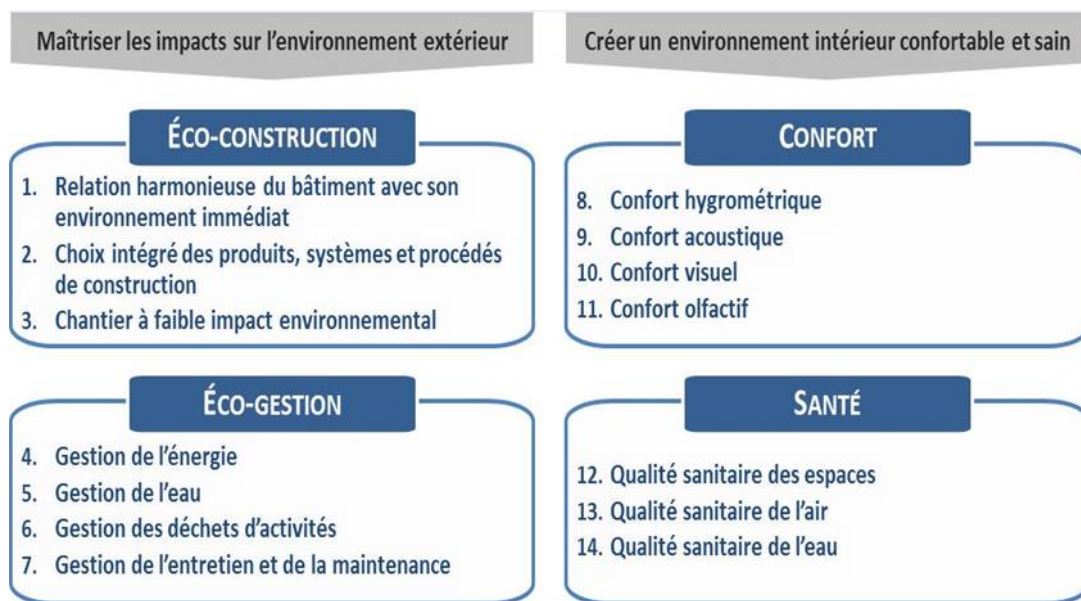 Maîtriser les impacts sur l'environnement extérieur
Créer un environnement intérieur confortable et sain
ÉCO-CONSTRUCTION
1. Relation harmonieuse du bâtiment avec son
environnement immédiat
2. Choix intégré des produits, systèmes et procédés
de construction
3. Chantier à faible impact environnemental
CONFORT
8. Confort hygrométrique
9. Confort acoustique
10. Confort visuel
11. Confort olfactif
ÉCO-GESTION
4. Gestion de l'énergie
5. Gestion de l'eau
6. Gestion des déchets d'activités
7. Gestion de l'entretien et de la maintenance
SANTÉ
12. Qualité sanitaire des espaces
13. Qualité sanitaire de l'air
14. Qualité sanitaire de l'eau